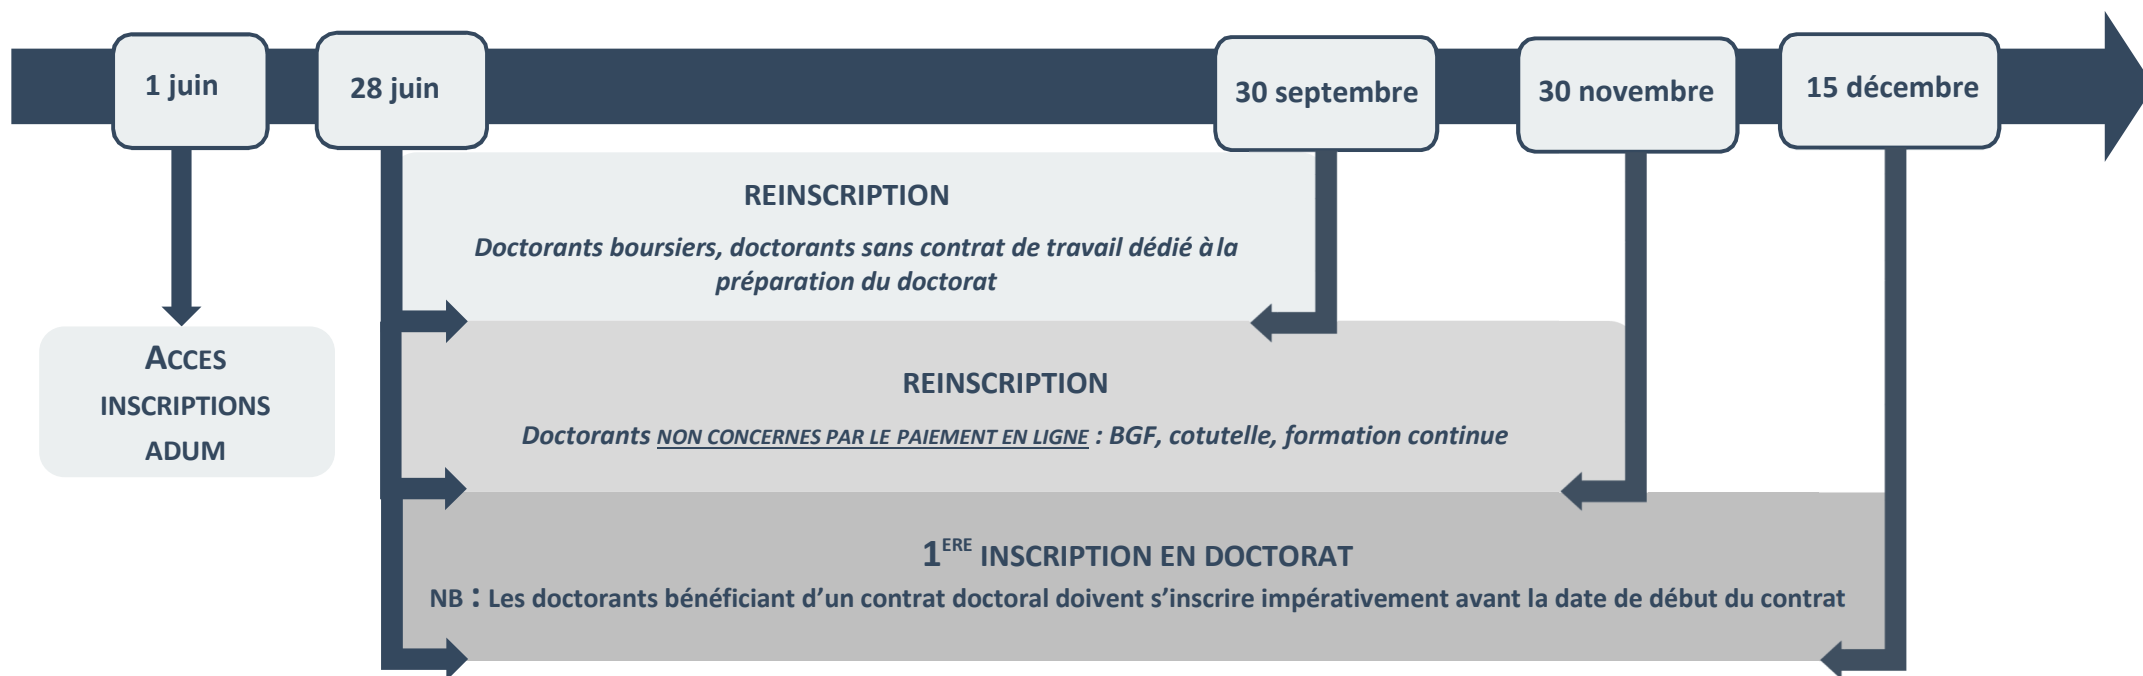 1 juin
28 juin
30 septembre
30 novembre
15 décembre
REINSCRIPTION
Doctorants boursiers, doctorants sans contrat de travail dédié à la
préparation du doctorat
ACCES
INSCRIPTIONS
ADUM
REINSCRIPTION
Doctorants NON CONCERNES PAR LE PAIEMENT EN LIGNE : BGF, cotutelle, formation continue
1ERE INSCRIPTION EN DOCTORAT
NB : Les doctorants bénéficiant d’un contrat doctoral doivent s’inscrire impérativement avant la date de début du contrat